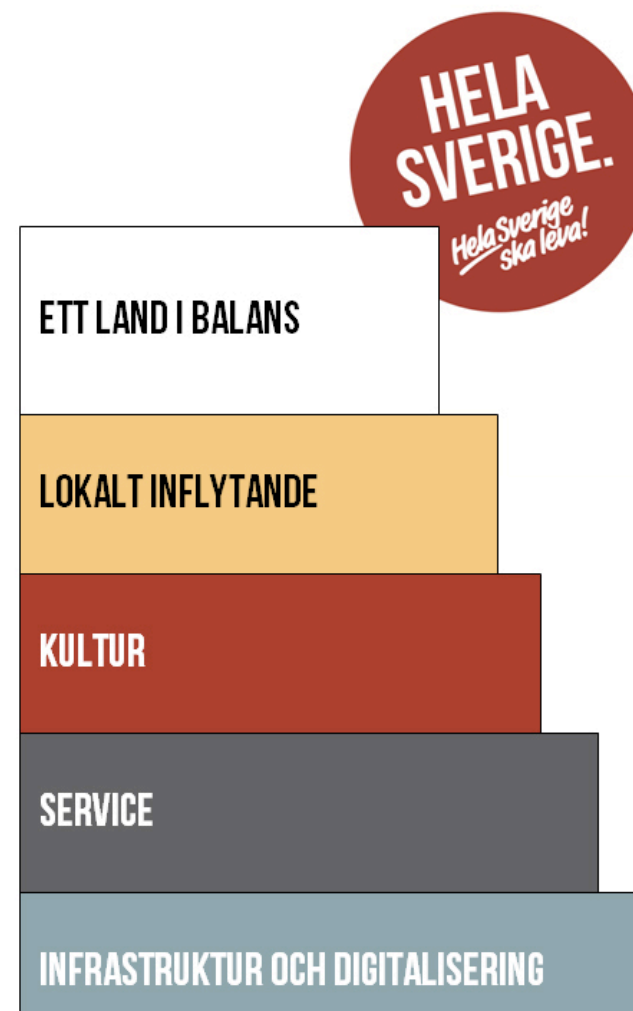 HELA
SVERIGE.
Hela Sverige
ska leva!
ETT LAND I BALANS
LOKALT INFLYTANDE
KULTUR
SERVICE
INFRASTRUKTUR OCH DIGITALISERING